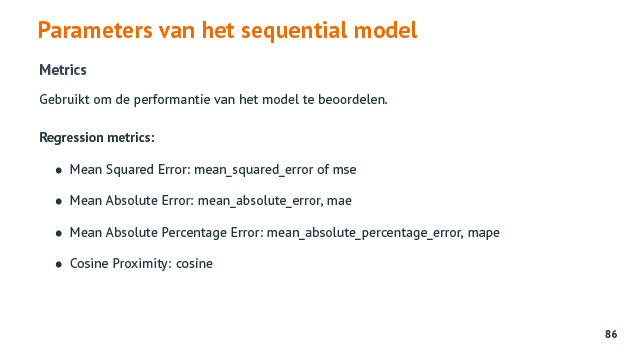 Parameters van het sequential model
Metrics
Gebruikt om de performantie van het model te beoordelen.
Regression metrics:
● Mean Squared Error: mean_squared_error of mse
● Mean Absolute Error: mean_absolute_error, mae
● Mean Absolute Percentage Error: mean_absolute_percentage_error, mape
● Cosine Proximity: cosine
86